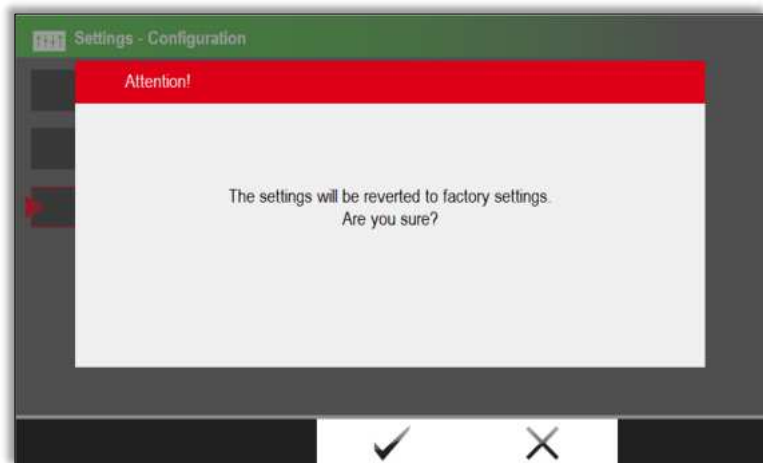 Settings - Configuration
Attention!
The settings will be reverted to factory settings.
Are you sure?